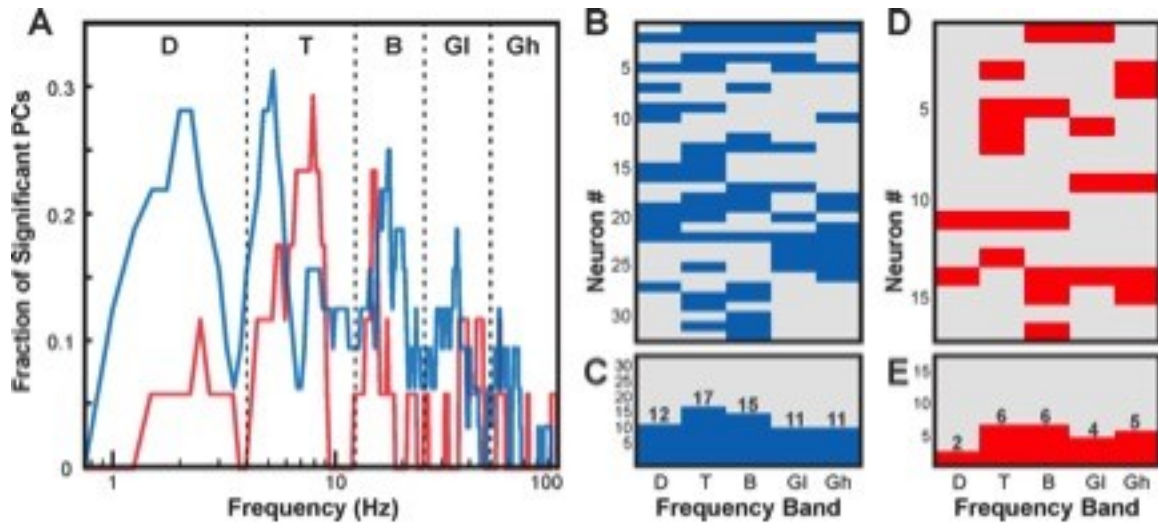 A
D T B Gl Gh
Fraction of Significant PCs
0.3
0.2
0.1
0
1 10 100
Frequency (Hz)
B
Neuron #
5
10
15
20
25
30
C
30
25
20
15
10
5
12 17 15 11 11
D T B Gl Gh
Frequency Band
D
Neuron #
5
10
15
E
15
10
5
2 6 6 4 5
D T B Gl Gh
Frequency Band